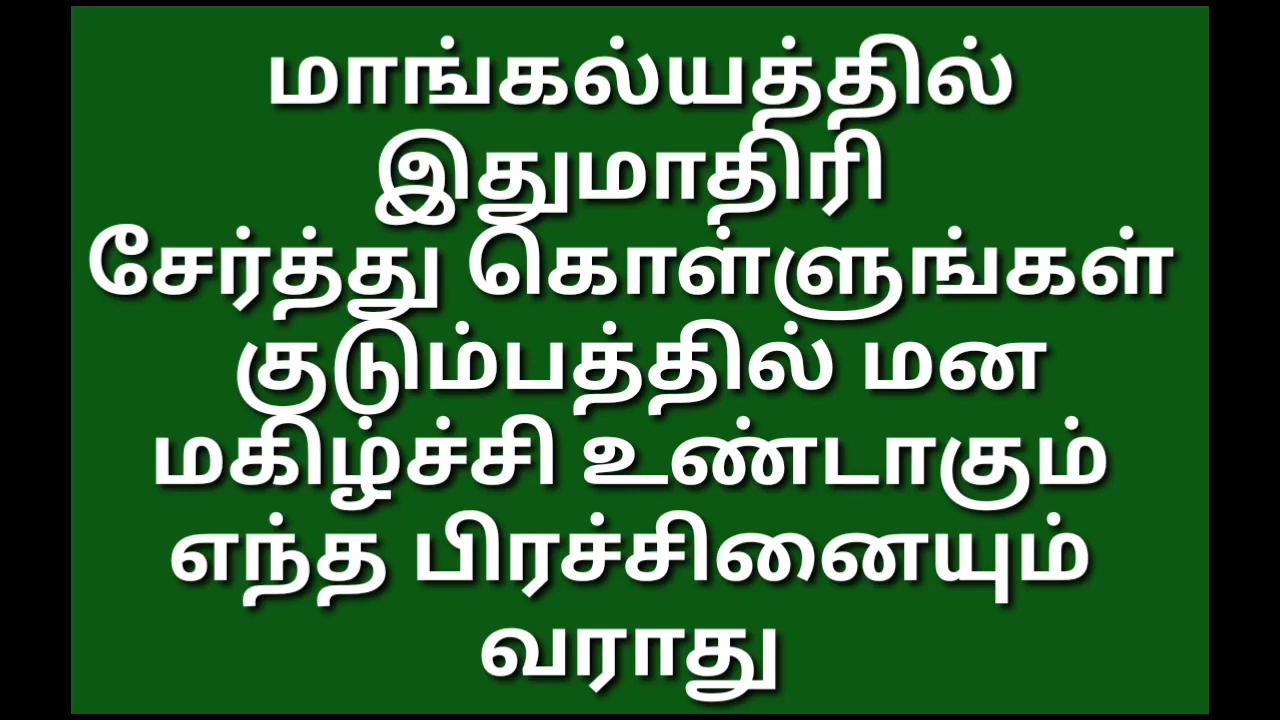 மாங்கல்யத்தில்
இதுமாதிரி
சேர்த்து கொள்ளுங்கள்
குடும்பத்தில் மன
மகிழ்ச்சி உண்டாகும்
எந்த பிரச்சினையும்
வராது